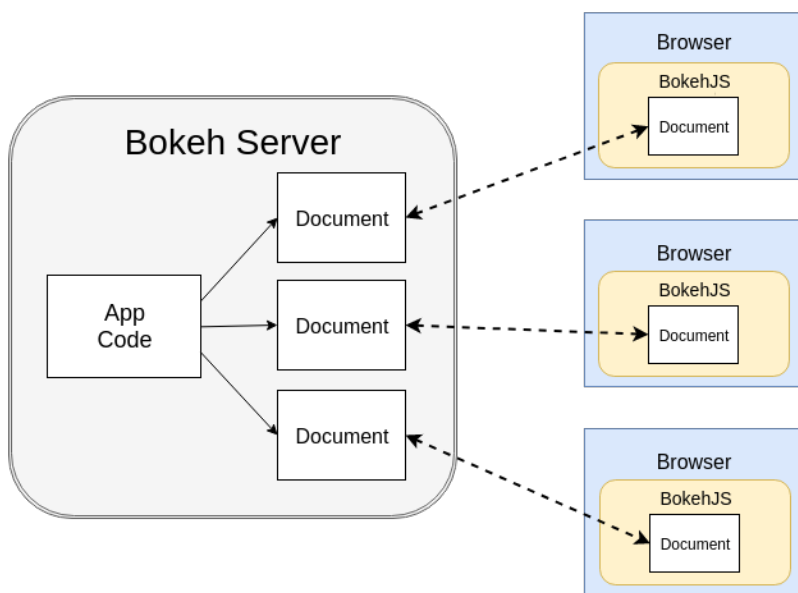 Bokeh Server
App
Code
Document
Document
Document
Browser
BokehJS
Document
Browser
BokehJS
Document
Browser
BokehJS
Document